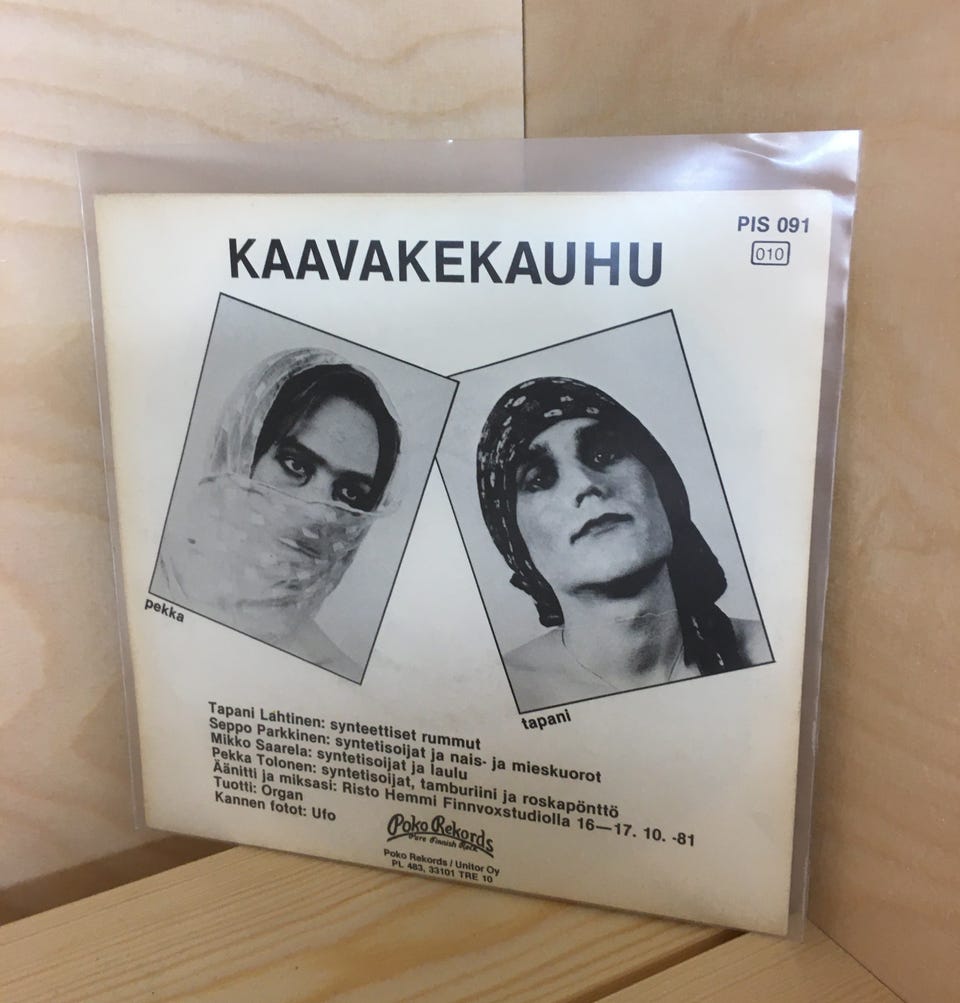 PIS 091
010
KAAVAKEKAUHU
pekka
tapani
Tapani Lahtinen: synteettiset rummut
Seppo Parkkinen: syntetisoijat ja nais- ja mieskuorot
Mikko Saarela: syntetisoijat ja laulu
Pekka Tolonen: syntetisoijat, tamburiini ja roskapönttö
Äänitti ja miksasi: Risto Hemmi Finnvoxstudiolla 16—17. 10. -81
Tuotti: Organ
Kannen fotot: Ufo
Poko Rekords
Pure Finnish Rock
Poko Rekords / Unitor Oy
PL 483, 33101 TRE 10